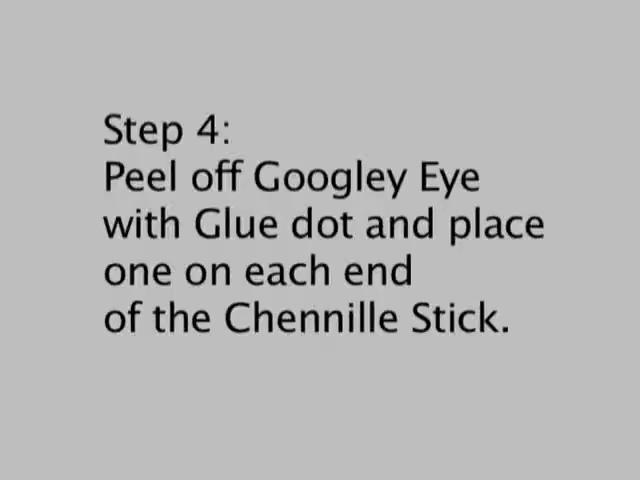 Step 4:
Peel off Googley Eye
with Glue dot and place
one on each end
of the Chennille Stick.